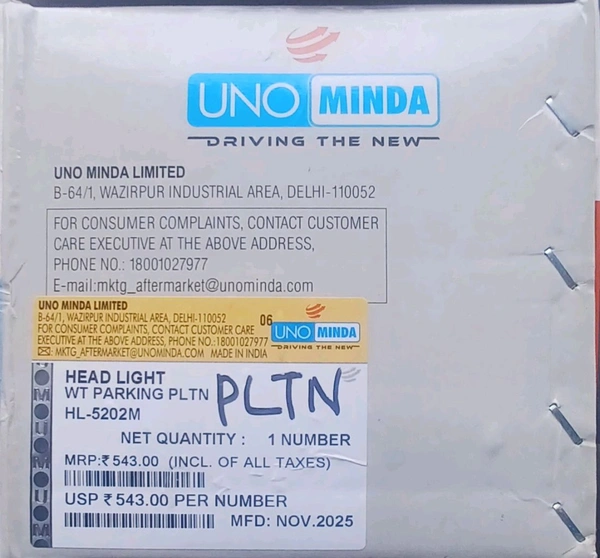 UNO MINDA
DRIVING THE NEW
UNO MINDA LIMITED
B-64/1, WAZIRPUR INDUSTRIAL AREA, DELHI-110052
FOR CONSUMER COMPLAINTS, CONTACT CUSTOMER
CARE EXECUTIVE AT THE ABOVE ADDRESS,
PHONE NO.: 18001027977
E-mail:mktg_aftermarket@unominda.com
UNO MINDA LIMITED
B-64/1, WAZIRPUR INDUSTRIAL AREA, DELHI-110052
FOR CONSUMER COMPLAINTS, CONTACT CUSTOMER CARE
EXECUTIVE AT THE ABOVE ADDRESS, PHONE NO.:18001027977
✉: MKTG_AFTERMARKET@UNOMINDA.COM MADE IN INDIA
06
UNO MINDA
DRIVING THE NEW
HEAD LIGHT
WT PARKING PLTN
PLTN
HL-5202M
NET QUANTITY : 1 NUMBER
MRP:₹543.00 (INCL. OF ALL TAXES)
USP ₹543.00 PER NUMBER
MFD: NOV.2025